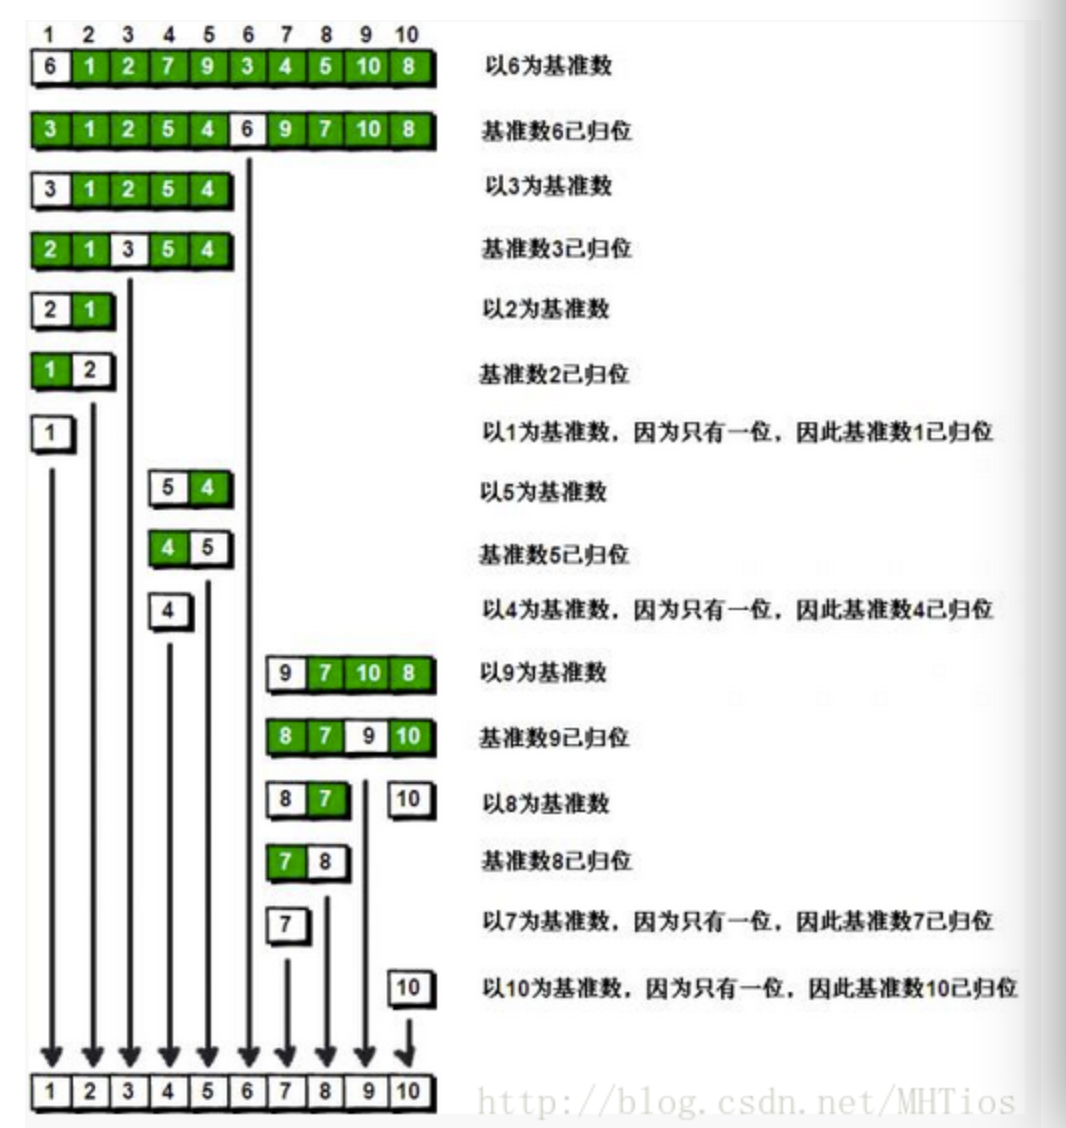 1 2 3 4 5 6 7 8 9 10
6 1 2 7 9 3 4 5 10 8 以6为基准数
3 1 2 5 4 6 9 7 10 8 基准数6己归位
3 1 2 5 4 以3为基准数
2 1 3 5 4 基准数3己归位
2 1 以2为基准数
1 2 基准数2己归位
1 以1为基准数，因为只有一位，因此基准数1己归位
5 4 以5为基准数
4 5 基准数5己归位
4 以4为基准数，因为只有一位，因此基准数4己归位
9 7 10 8 以9为基准数
8 7 9 10 基准数9己归位
8 7 10 以8为基准数
7 8 基准数8己归位
7 以7为基准数，因为只有一位，因此基准数7己归位
10 以10为基准数，因为只有一位，因此基准数10己归位
1 2 3 4 5 6 7 8 9 10
http://blog.csdn.net/MHTios